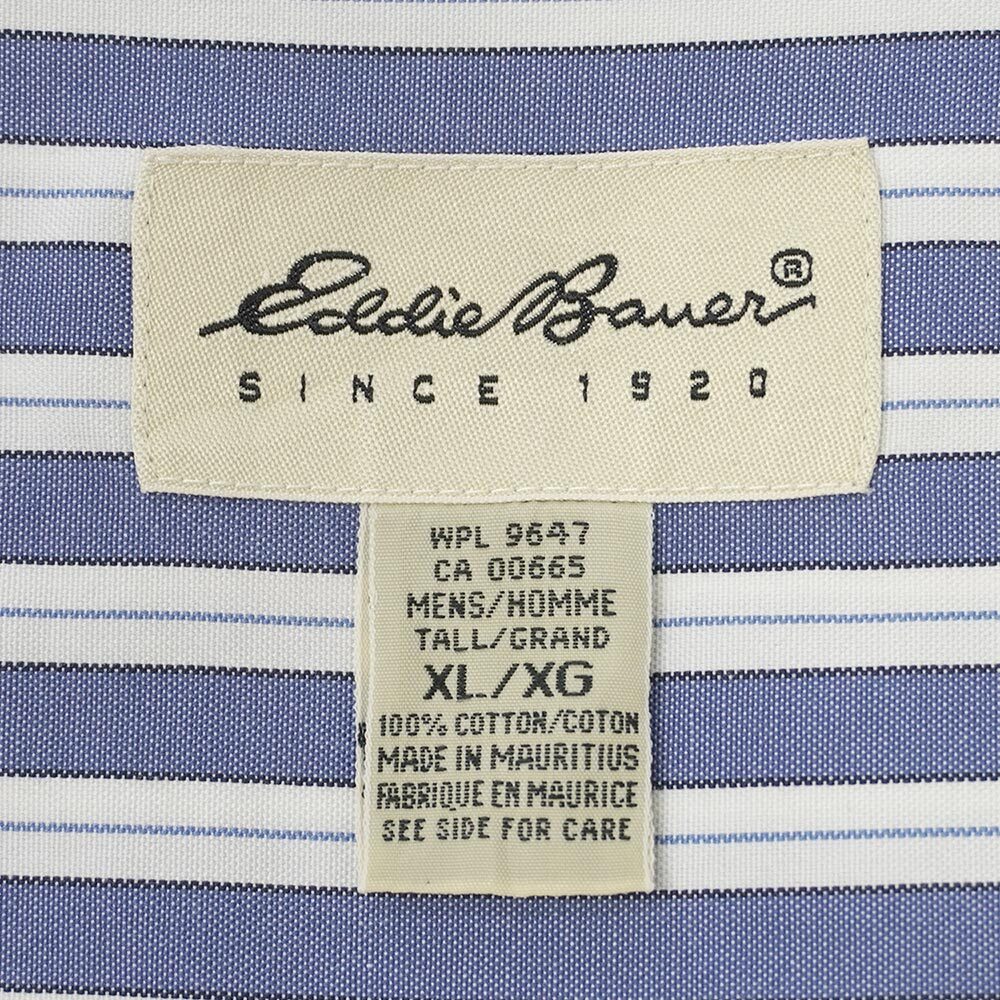 Eddie Bauer®
SINCE 1920
WPL 9647
CA 00665
MENS/HOMME
TALL/GRAND
XL/XG
100% COTTON/COTON
MADE IN MAURITIUS
FABRIQUE EN MAURICE
SEE SIDE FOR CARE